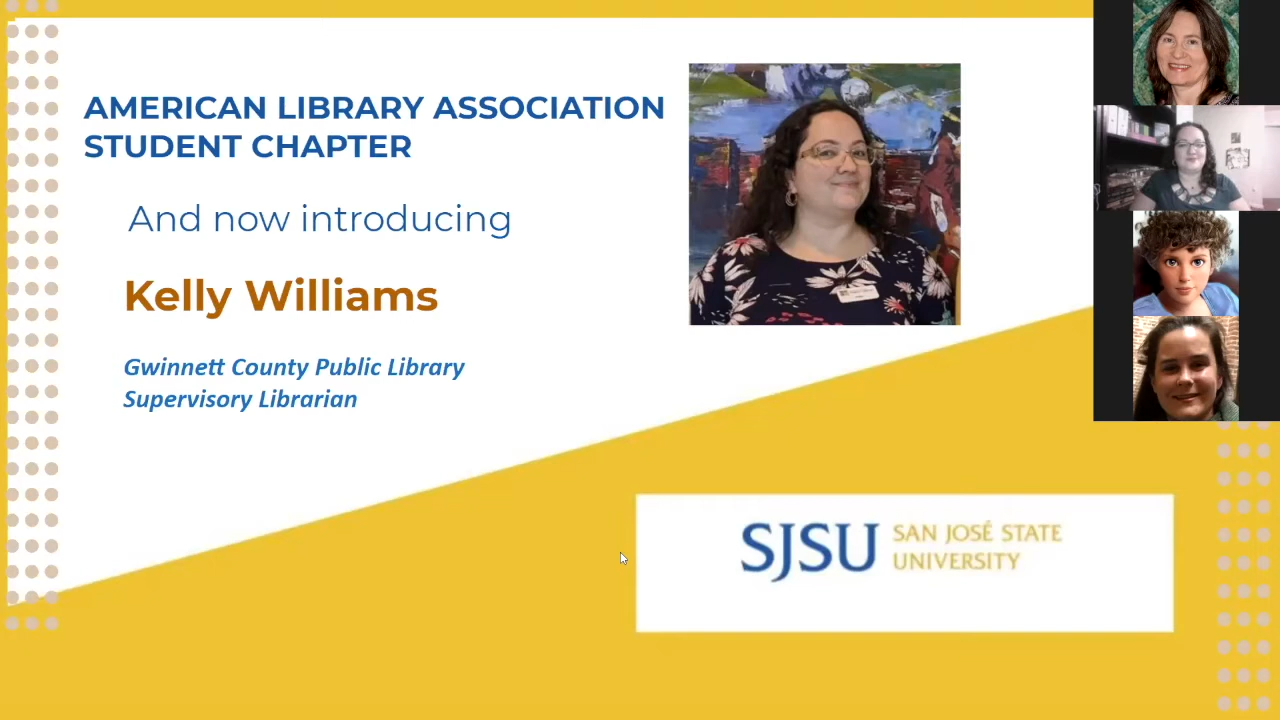 AMERICAN LIBRARY ASSOCIATION
STUDENT CHAPTER
And now introducing
Kelly Williams
Gwinnett County Public Library
Supervisory Librarian
SJSU SAN JOSÉ STATE
UNIVERSITY